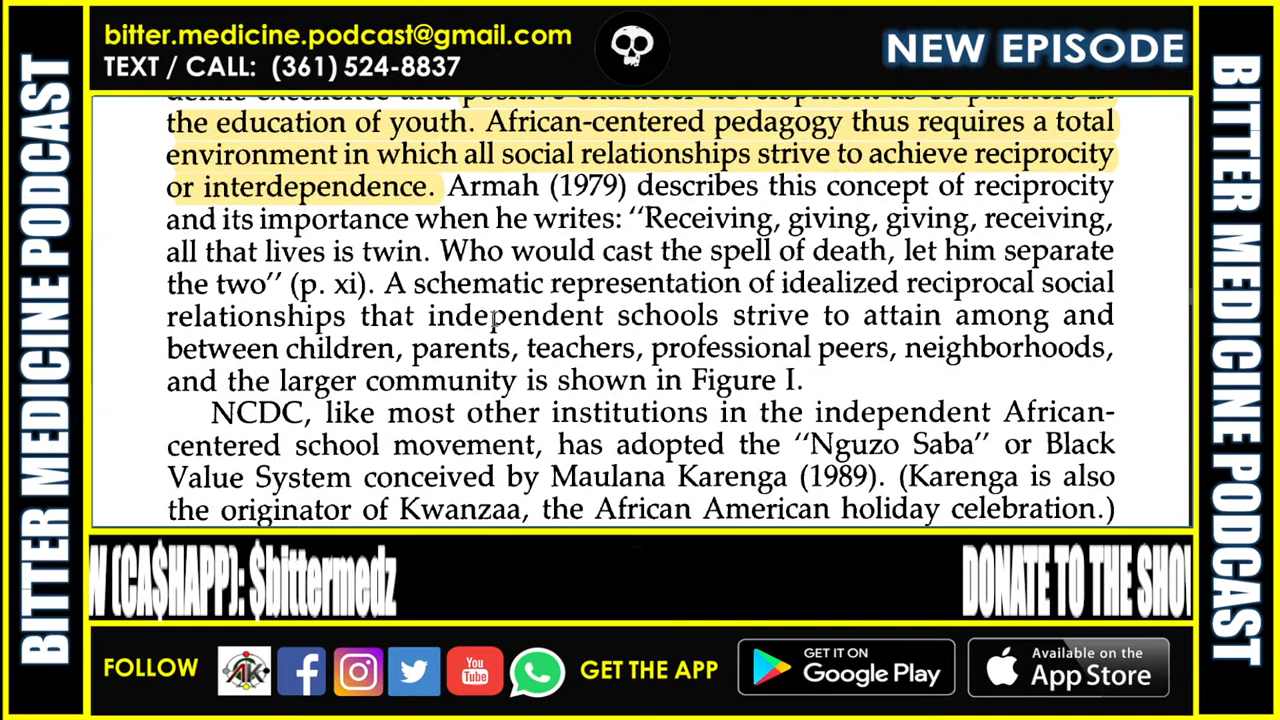 bitter.medicine.podcast@gmail.com
TEXT / CALL: (361) 524-8837
NEW EPISODE
BITTER MEDICINE PODCAST
the education of youth. African-centered pedagogy thus requires a total
environment in which all social relationships strive to achieve reciprocity
or interdependence. Armah (1979) describes this concept of reciprocity
and its importance when he writes: ‘‘Receiving, giving, giving, receiving,
all that lives is twin. Who would cast the spell of death, let him separate
the two’’ (p. xi). A schematic representation of idealized reciprocal social
relationships that independent schools strive to attain among and
between children, parents, teachers, professional peers, neighborhoods,
and the larger community is shown in Figure I.
NCDC, like most other institutions in the independent African-
centered school movement, has adopted the ‘‘Nguzo Saba’’ or Black
Value System conceived by Maulana Karenga (1989). (Karenga is also
the originator of Kwanzaa, the African American holiday celebration.)
BITTER MEDICINE PODCAST
W (CA$HAPP): $bittermedz
DONATE TO THE SHOW
FOLLOW
AK
You
Tube
GET THE APP
GET IT ON
Google Play
Available on the
App Store